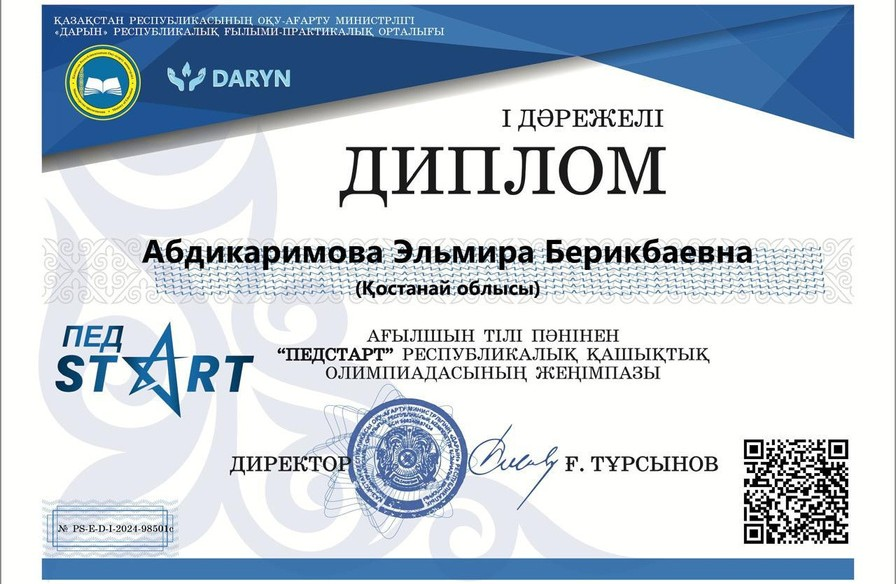 ҚАЗАҚСТАН РЕСПУБЛИКАСЫНЫҢ ОҚУ-АҒАРТУ МИНИСТРЛІГІ
«ДАРЫН» РЕСПУБЛИКАЛЫҚ ҒЫЛЫМИ-ПРАКТИКАЛЫҚ ОРТАЛЫҒЫ
DARYN
І ДӘРЕЖЕЛІ
ДИПЛОМ
Абдикаримова Эльмира Берикбаевна
(Қостанай облысы)
ПЕД
START
АҒЫЛШЫН ТІЛІ ПӘНІНЕН
“ПЕДСТАРТ” РЕСПУБЛИКАЛЫҚ ҚАШЫҚТЫҚ
ОЛИМПИАДАСЫНЫҢ ЖЕҢІМПАЗЫ
ДИРЕКТОР Ғ. ТҰРСЫНОВ
№ PS-E-D-I-2024-98501c